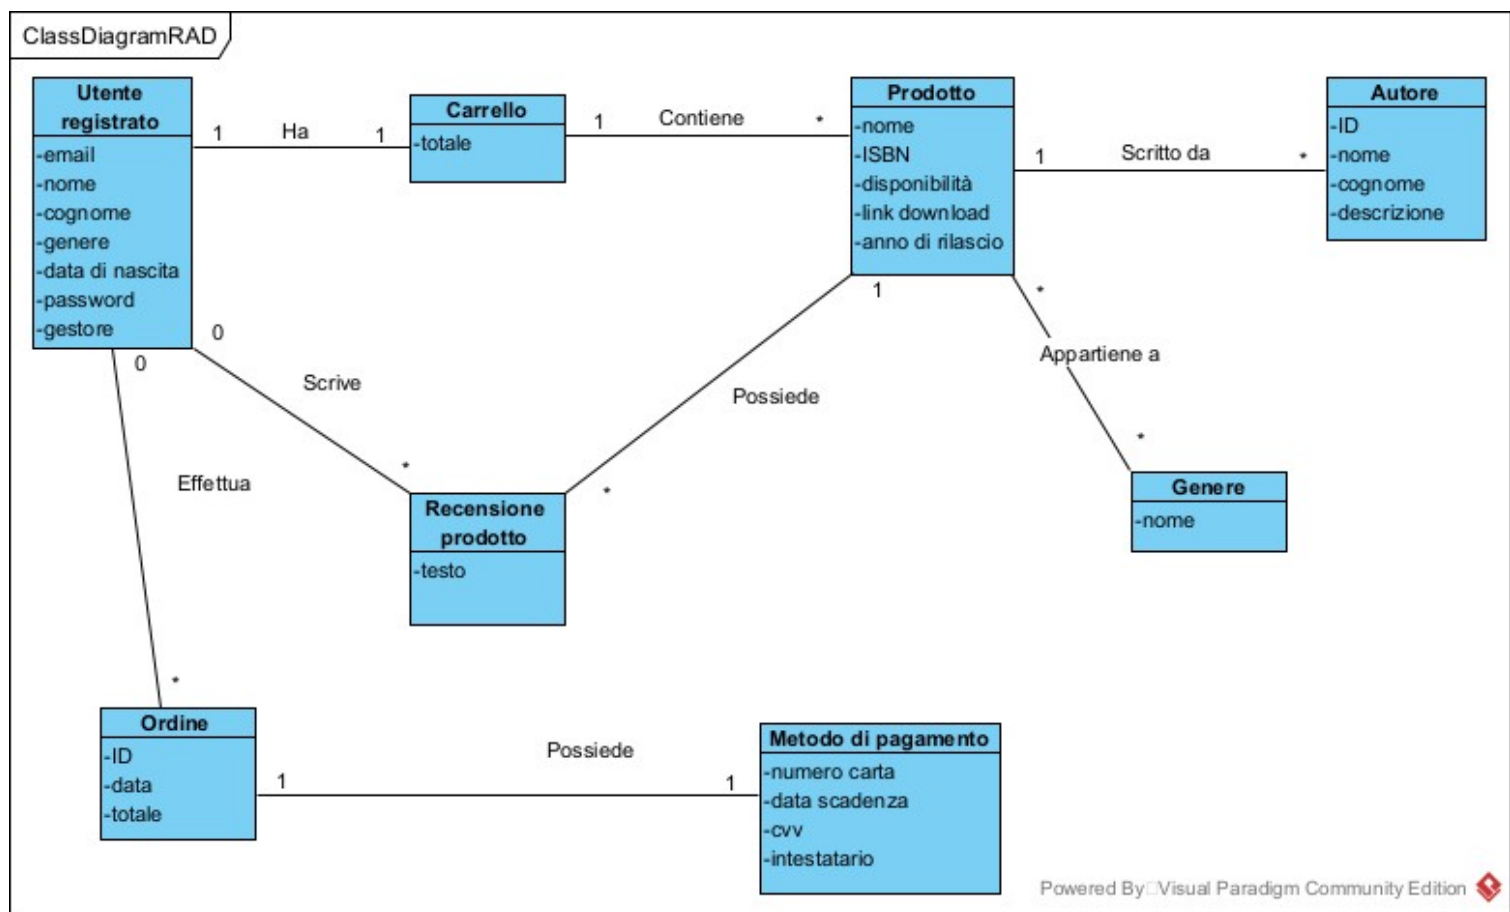 ClassDiagramRAD
Utente
registrato
-email
-nome
-cognome
-genere
-data di nascita
-password
-gestore
1
Ha
1
Carrello
-totale
1
Contiene
*
Prodotto
-nome
-ISBN
-disponibilità
-link download
-anno di rilascio
1
Scritto da
*
Autore
-ID
-nome
-cognome
-descrizione
0
0
Scrive
*
1
Possiede
*
*
Appartiene a
*
Genere
-nome
Recensione
prodotto
-testo
Effettua
*
Ordine
-ID
-data
-totale
1
Possiede
1
Metodo di pagamento
-numero carta
-data scadenza
-cvv
-intestatario
Powered By Visual Paradigm Community Edition